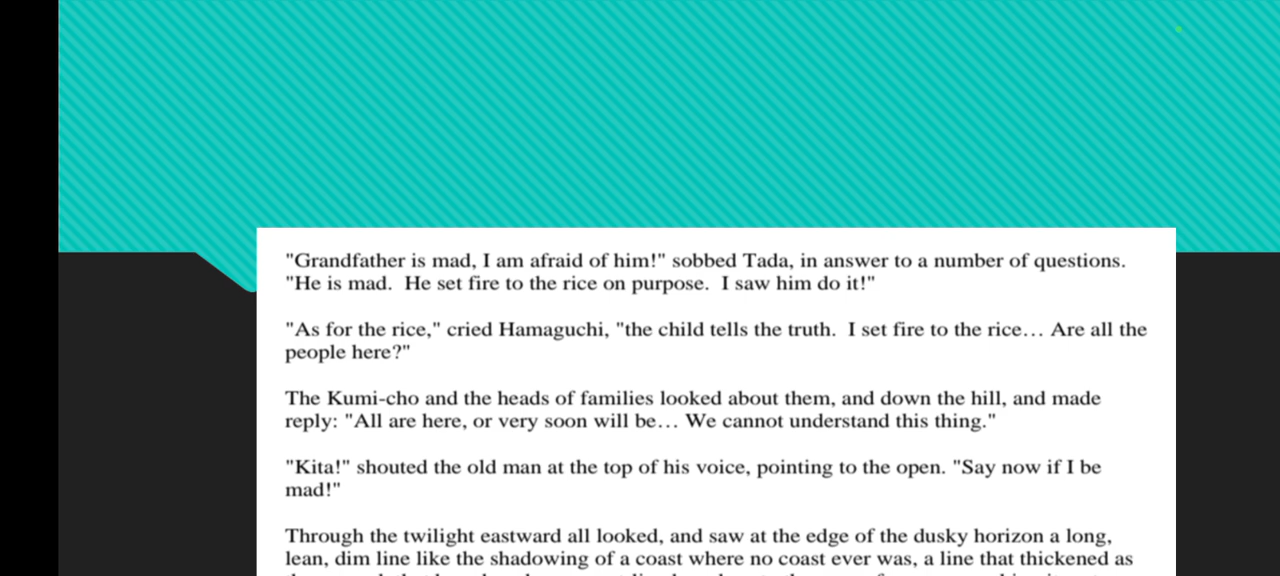 "Grandfather is mad, I am afraid of him!" sobbed Tada, in answer to a number of questions.
"He is mad.  He set fire to the rice on purpose.  I saw him do it!"
"As for the rice," cried Hamaguchi, "the child tells the truth.  I set fire to the rice… Are all the
people here?"
The Kumi-cho and the heads of families looked about them, and down the hill, and made
reply: "All are here, or very soon will be… We cannot understand this thing."
"Kita!" shouted the old man at the top of his voice, pointing to the open. "Say now if I be
mad!"
Through the twilight eastward all looked, and saw at the edge of the dusky horizon a long,
lean, dim line like the shadowing of a coast where no coast ever was, a line that thickened as